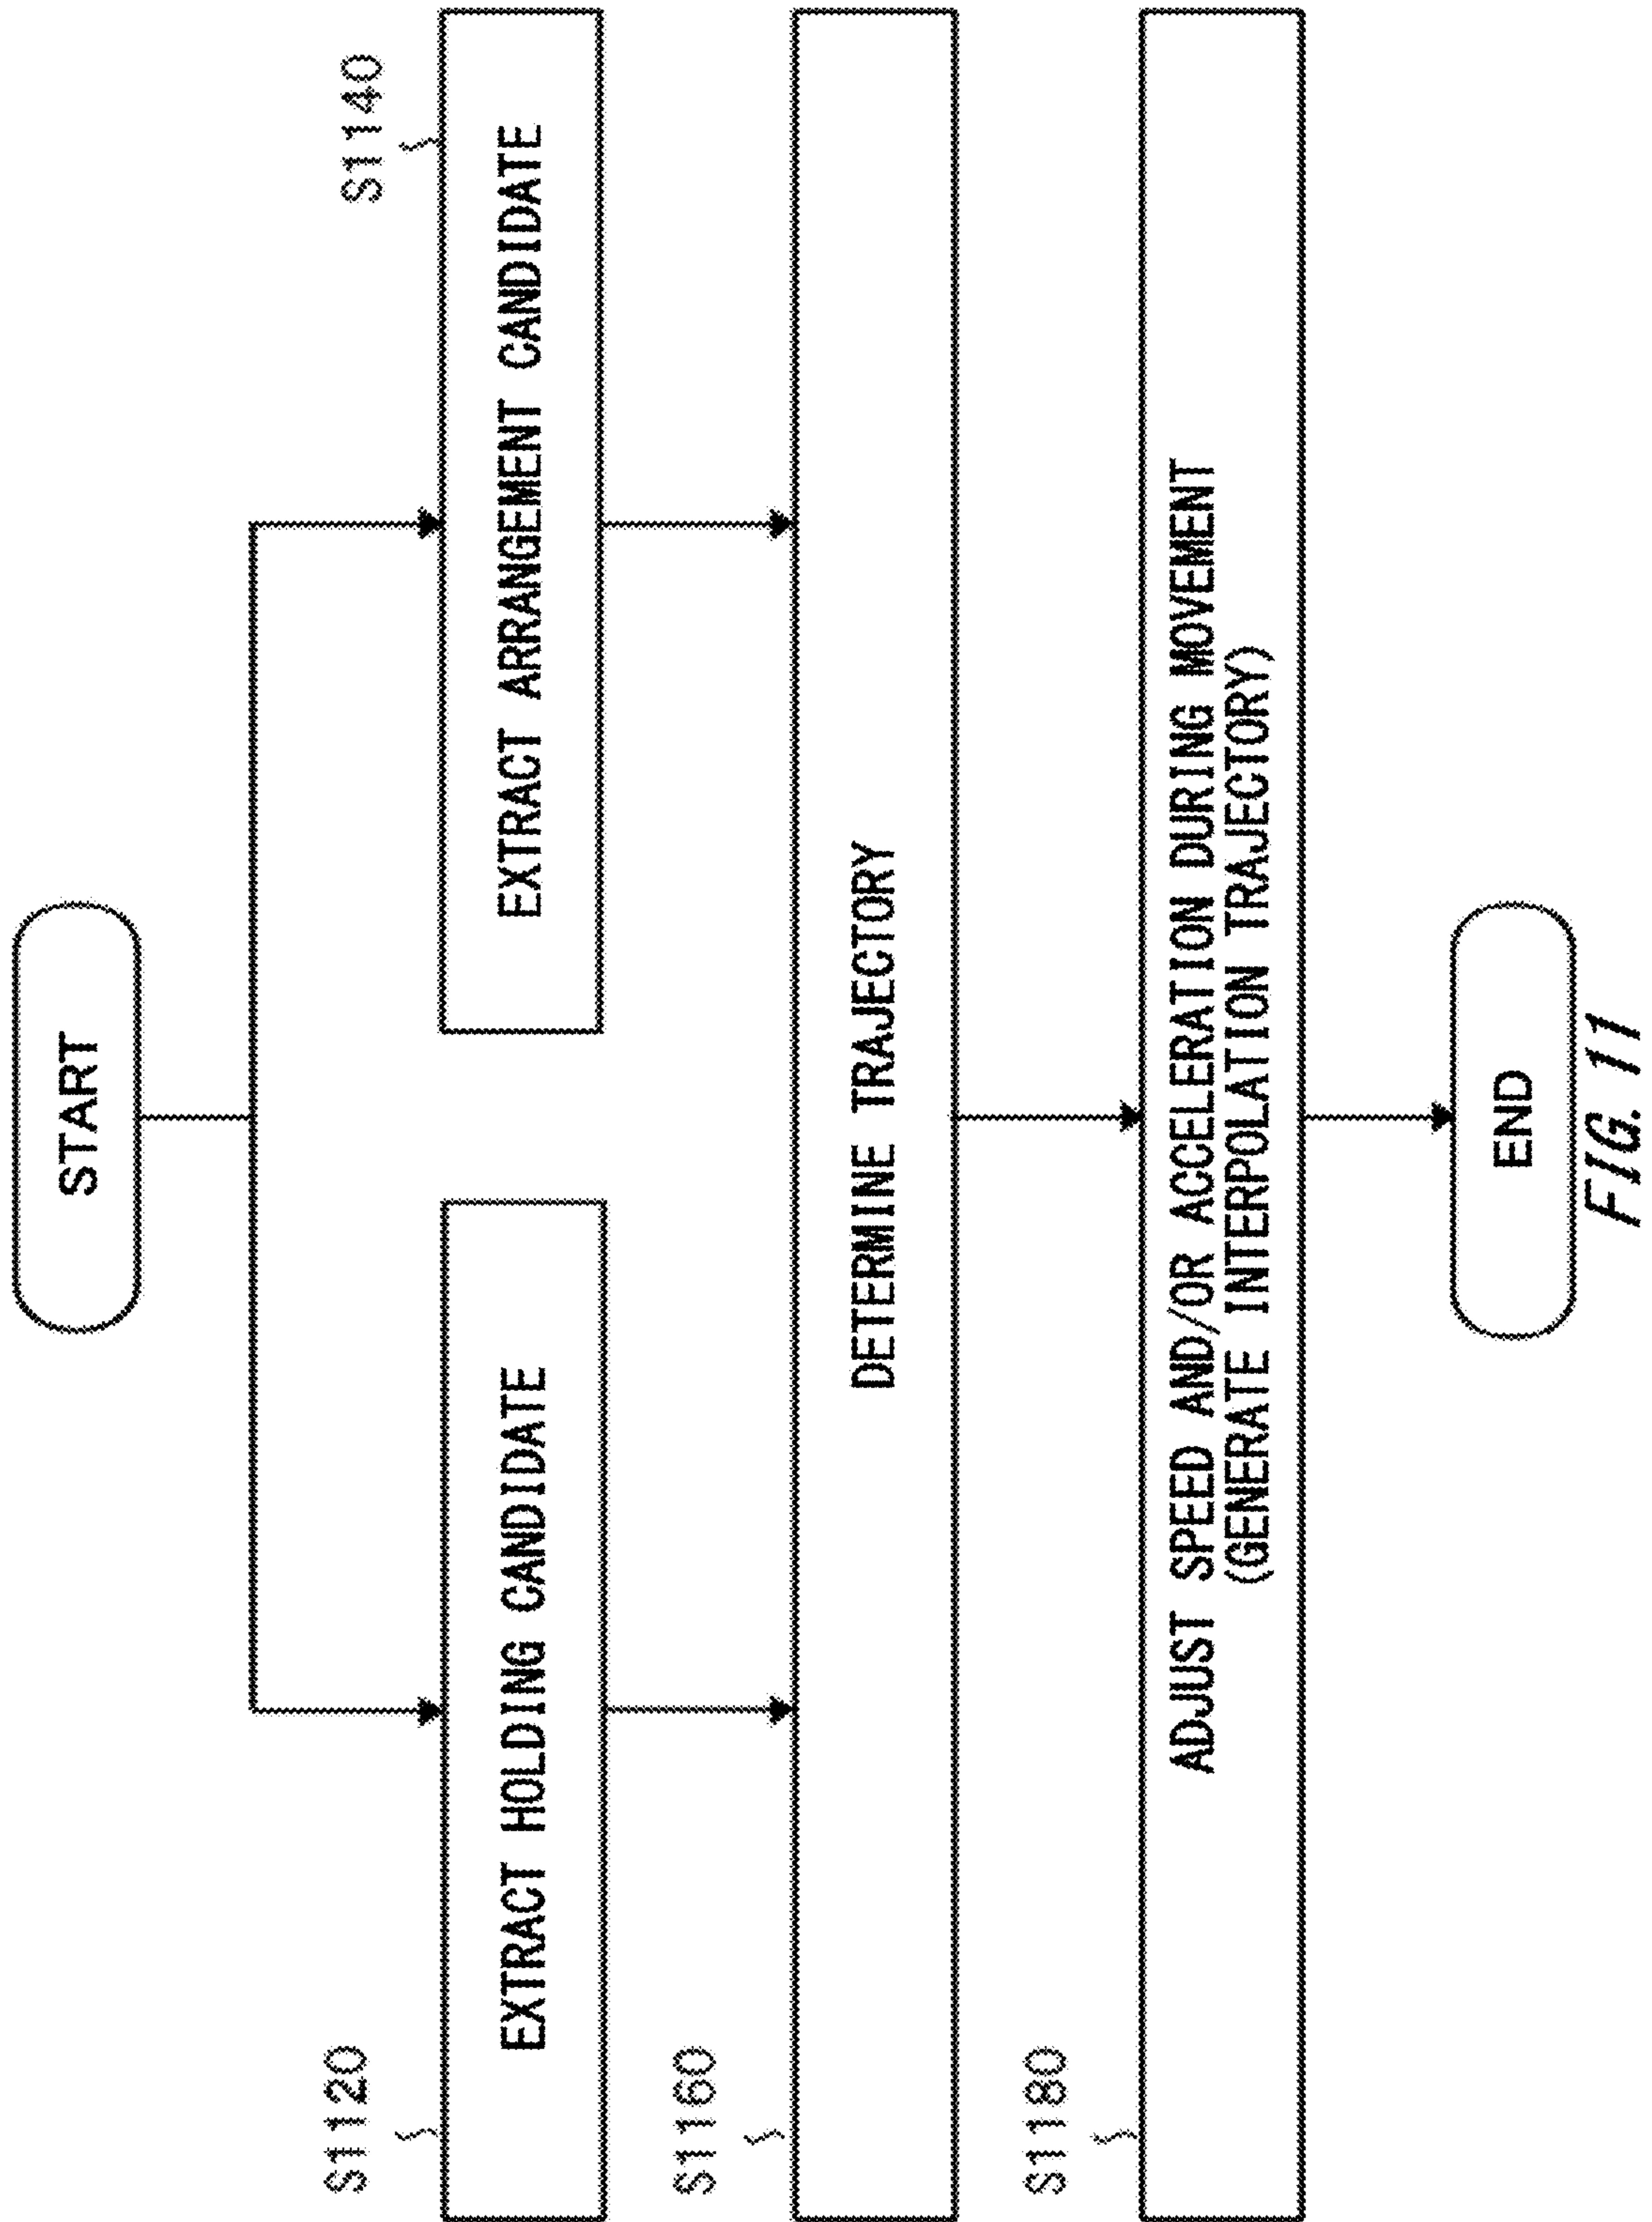 START
S1120
S1140
EXTRACT HOLDING CANDIDATE
EXTRACT ARRANGEMENT CANDIDATE
S1160
DETERMINE TRAJECTORY
S1180
ADJUST SPEED AND/OR ACCELERATION DURING MOVEMENT
(GENERATE INTERPOLATION TRAJECTORY)
END
FIG. 11